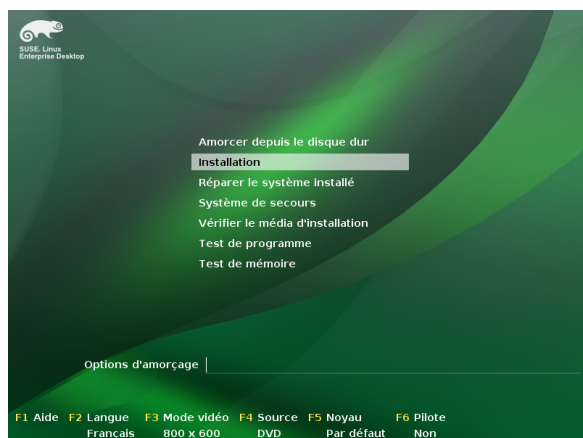 SUSE. Linux
Enterprise Desktop
Amorcer depuis le disque dur
Installation
Réparer le système installé
Système de secours
Vérifier le média d'installation
Test de programme
Test de mémoire
Options d'amorçage
F1 Aide F2 Langue F3 Mode vidéo F4 Source F5 Noyau F6 Pilote
Français 800 x 600 DVD Par défaut Non